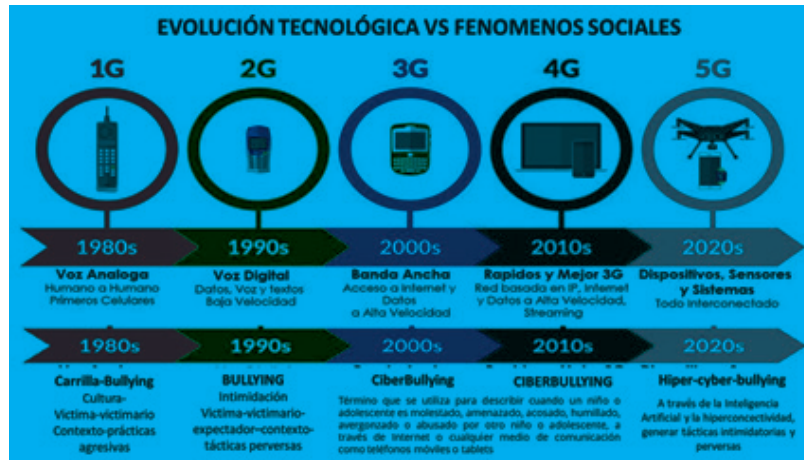 EVOLUCIÓN TECNOLÓGICA VS FENOMENOS SOCIALES
1G
2G
3G
4G
5G
1980s
1990s
2000s
2010s
2020s
Voz Analoga
Humano a Humano
Primeros Celulares
Voz Digital
Datos, Voz y textos
Baja Velocidad
Banda Ancha
Acceso a Internet y
Datos
a Alta Velocidad
Rapidos y Mejor 3G
Red basada en IP, Internet
y Datos a Alta Velocidad,
Streaming
Dispositivos, Sensores
y Sistemas
Todo Interconectado
1980s
1990s
2000s
2010s
2020s
Carrilla-Bullying
Cultura-
Victima-victimario
Contexto-prácticas
agresivas
BULLYING
Intimidación
Victima-victimario-
expectador–contexto-
tácticas perversas
CiberBullying
CIBERBULLYING
Término que se utiliza para describir cuando un niño o
adolescente es molestado, amenazado, acosado, humillado,
avergonzado o abusado por otro niño o adolescente, a
través de Internet o cualquier medio de comunicación
como teléfonos móviles o tablets
Hiper-cyber-bullying
A través de la Inteligencia
Artificial y la hiperconectividad,
generar tácticas intimidatorias y
perversas